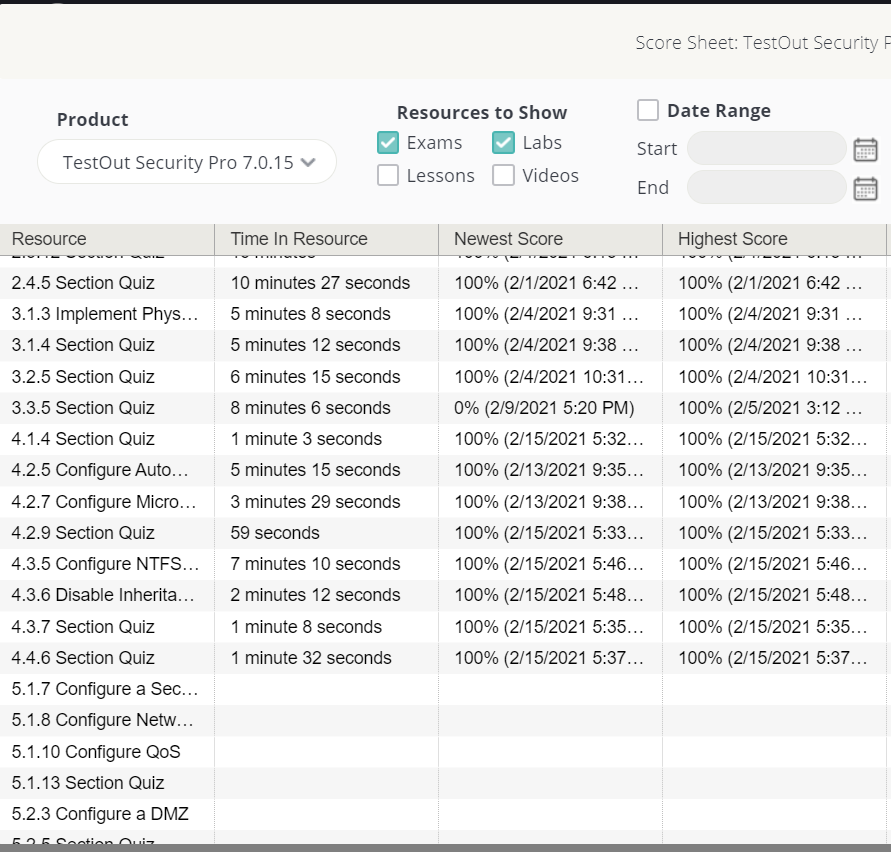 Score Sheet: TestOut Security P
Product
Resources to Show
Date Range
TestOut Security Pro 7.0.15
Exams Labs
Lessons Videos
Start
End
Resource Time In Resource Newest Score Highest Score
2.4.5 Section Quiz 10 minutes 27 seconds 100% (2/1/2021 6:42 … 100% (2/1/2021 6:42 …
3.1.3 Implement Phys… 5 minutes 8 seconds 100% (2/4/2021 9:31 … 100% (2/4/2021 9:31 …
3.1.4 Section Quiz 5 minutes 12 seconds 100% (2/4/2021 9:38 … 100% (2/4/2021 9:38 …
3.2.5 Section Quiz 6 minutes 15 seconds 100% (2/4/2021 10:31… 100% (2/4/2021 10:31…
3.3.5 Section Quiz 8 minutes 6 seconds 0% (2/9/2021 5:20 PM) 100% (2/5/2021 3:12 …
4.1.4 Section Quiz 1 minute 3 seconds 100% (2/15/2021 5:32… 100% (2/15/2021 5:32…
4.2.5 Configure Auto… 5 minutes 15 seconds 100% (2/13/2021 9:35… 100% (2/13/2021 9:35…
4.2.7 Configure Micro… 3 minutes 29 seconds 100% (2/13/2021 9:38… 100% (2/13/2021 9:38…
4.2.9 Section Quiz 59 seconds 100% (2/15/2021 5:33… 100% (2/15/2021 5:33…
4.3.5 Configure NTFS… 7 minutes 10 seconds 100% (2/15/2021 5:46… 100% (2/15/2021 5:46…
4.3.6 Disable Inherita… 2 minutes 12 seconds 100% (2/15/2021 5:48… 100% (2/15/2021 5:48…
4.3.7 Section Quiz 1 minute 8 seconds 100% (2/15/2021 5:35… 100% (2/15/2021 5:35…
4.4.6 Section Quiz 1 minute 32 seconds 100% (2/15/2021 5:37… 100% (2/15/2021 5:37…
5.1.7 Configure a Sec…
5.1.8 Configure Netw…
5.1.10 Configure QoS
5.1.13 Section Quiz
5.2.3 Configure a DMZ
5.2.5 Section Quiz